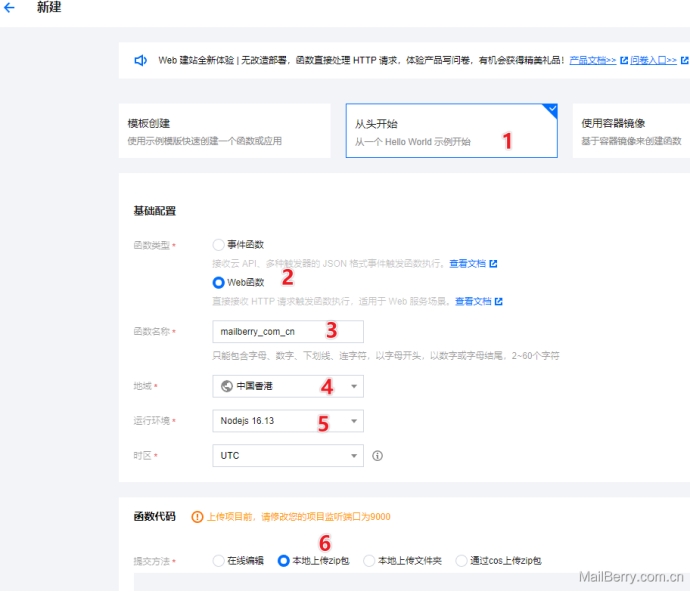 新建
Web 建站全新体验 | 无改造部署，函数直接处理 HTTP 请求，体验产品写问卷，有机会获得精美礼品！ 产品文档>> 问卷入口>>
模板创建 从头开始 使用容器镜像
使用示例模版快速创建一个函数或应用 从一个 Hello World 示例开始 1 基于容器镜像来创建函数
基础配置
函数类型* 事件函数
接收云 API、多种触发器的 JSON 格式事件触发函数执行。 查看文档
Web函数 2
直接接收 HTTP 请求触发函数执行，适用于 Web 服务场景。 查看文档
函数名称* mailberry_com_cn 3
只能包含字母、数字、下划线、连字符，以字母开头，以数字或字母结尾，2~60个字符
地域* 中国香港 4
运行环境* Nodejs 16.13 5
时区* UTC
函数代码 上传项目前，请修改您的项目监听端口为9000
6
提交方法* 在线编辑 本地上传zip包 本地上传文件夹 通过cos上传zip包
MailBerry.com.cn